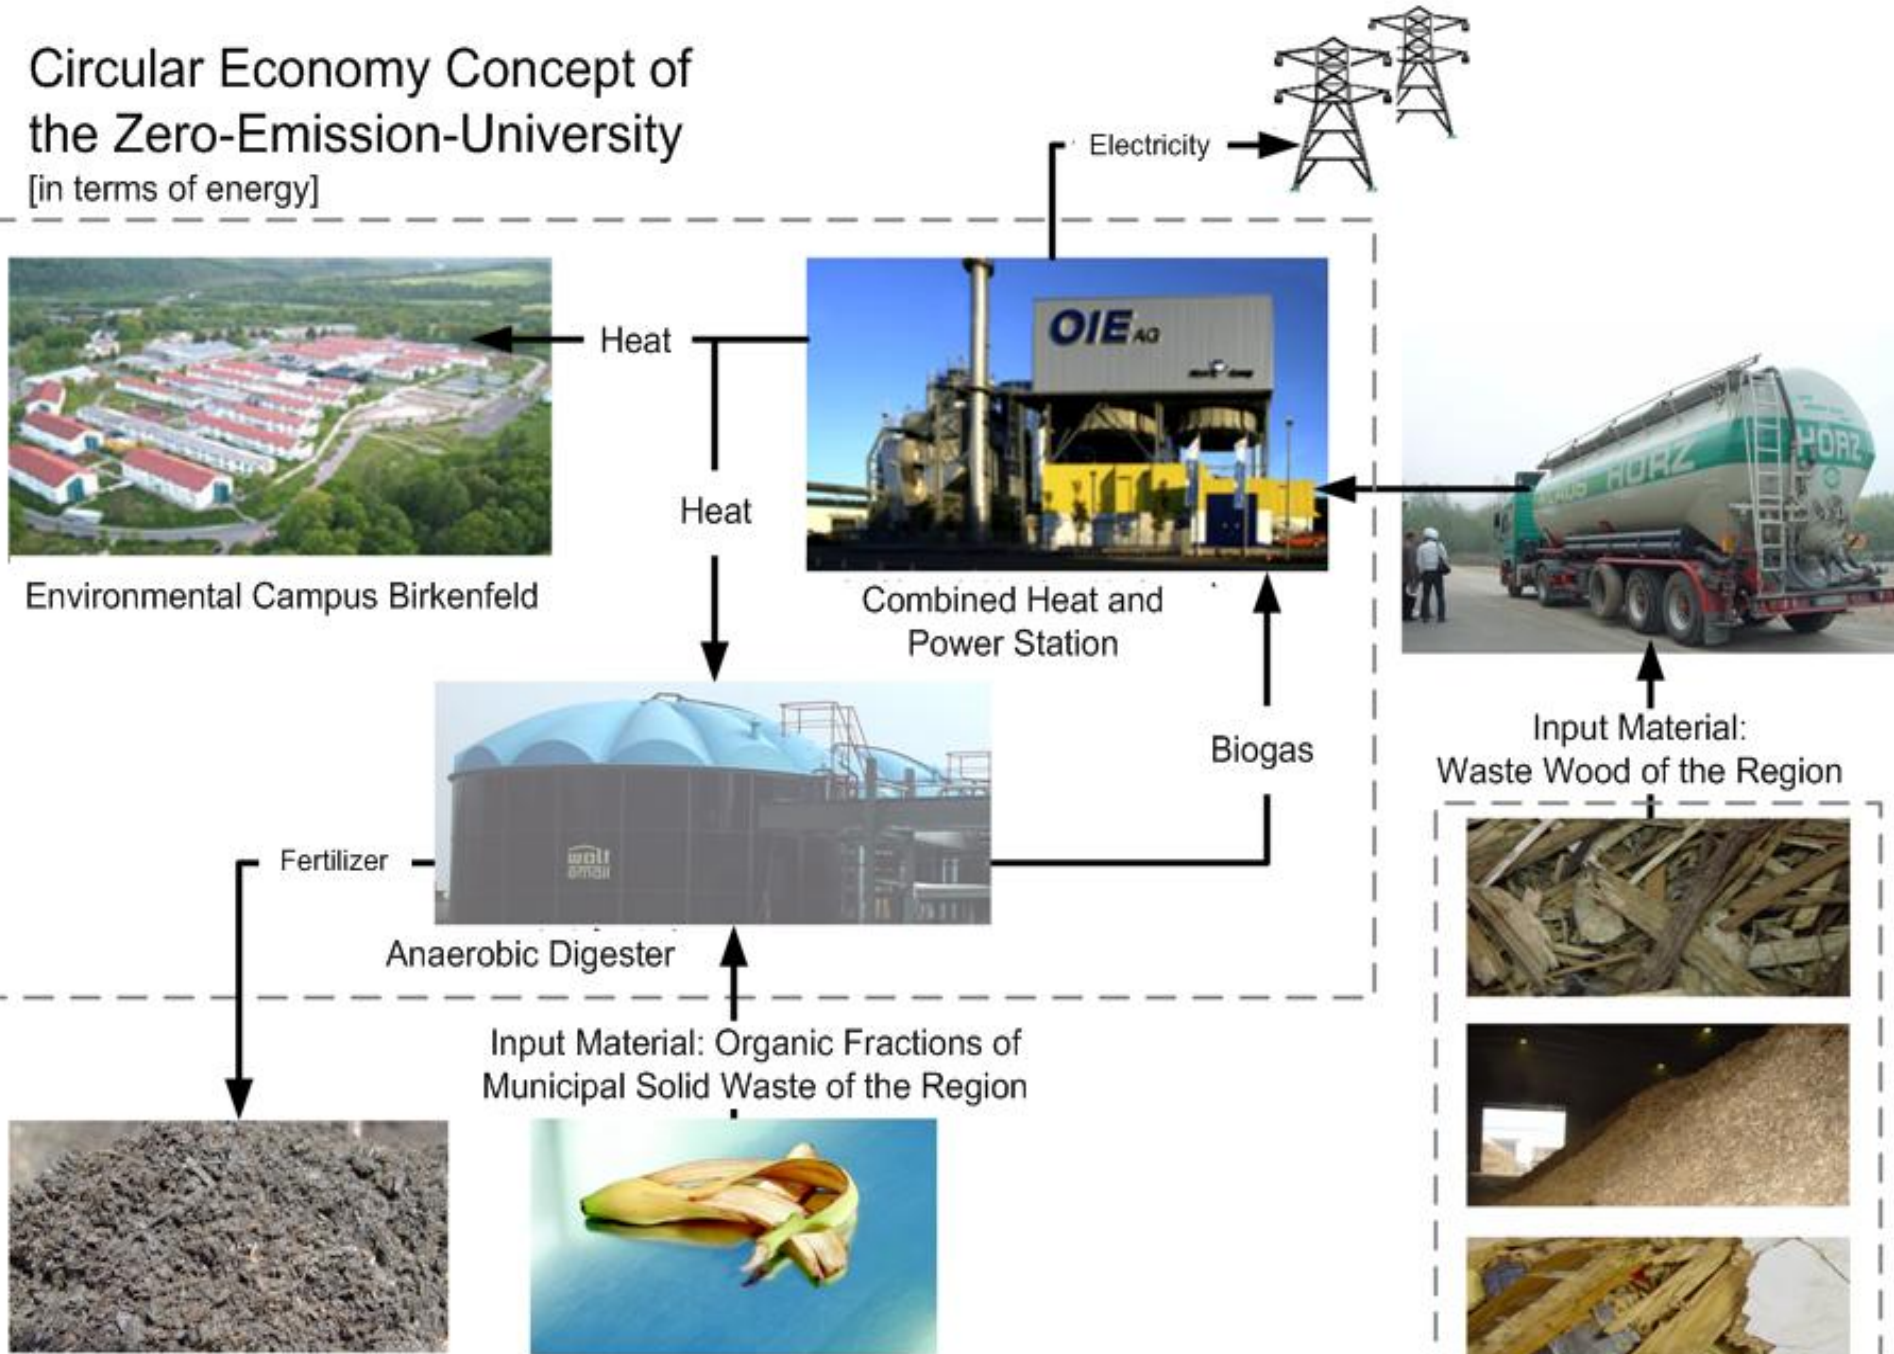 Circular Economy Concept of
the Zero-Emission-University
[in terms of energy]
Electricity
Heat
OIE AG
HORZ
HORZ
Heat
Environmental Campus Birkenfeld
Combined Heat and
Power Station
Input Material:
Waste Wood of the Region
Biogas
Fertilizer
Anaerobic Digester
Input Material: Organic Fractions of
Municipal Solid Waste of the Region